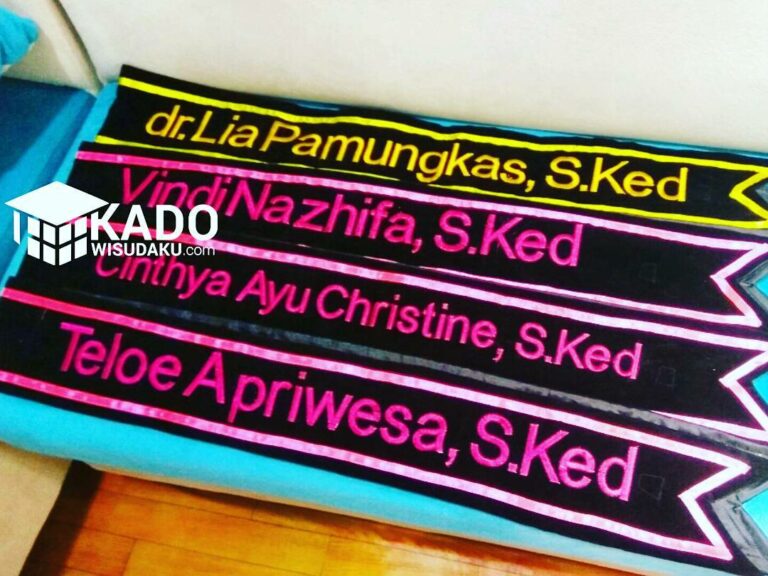 dr. Lia Pamungkas, S.Ked
Vindi Nazhifa, S.Ked
KADO
WISUDAKU.com
Cinthya Ayu Christine, S.Ked
Teloe Apriwesa, S.Ked